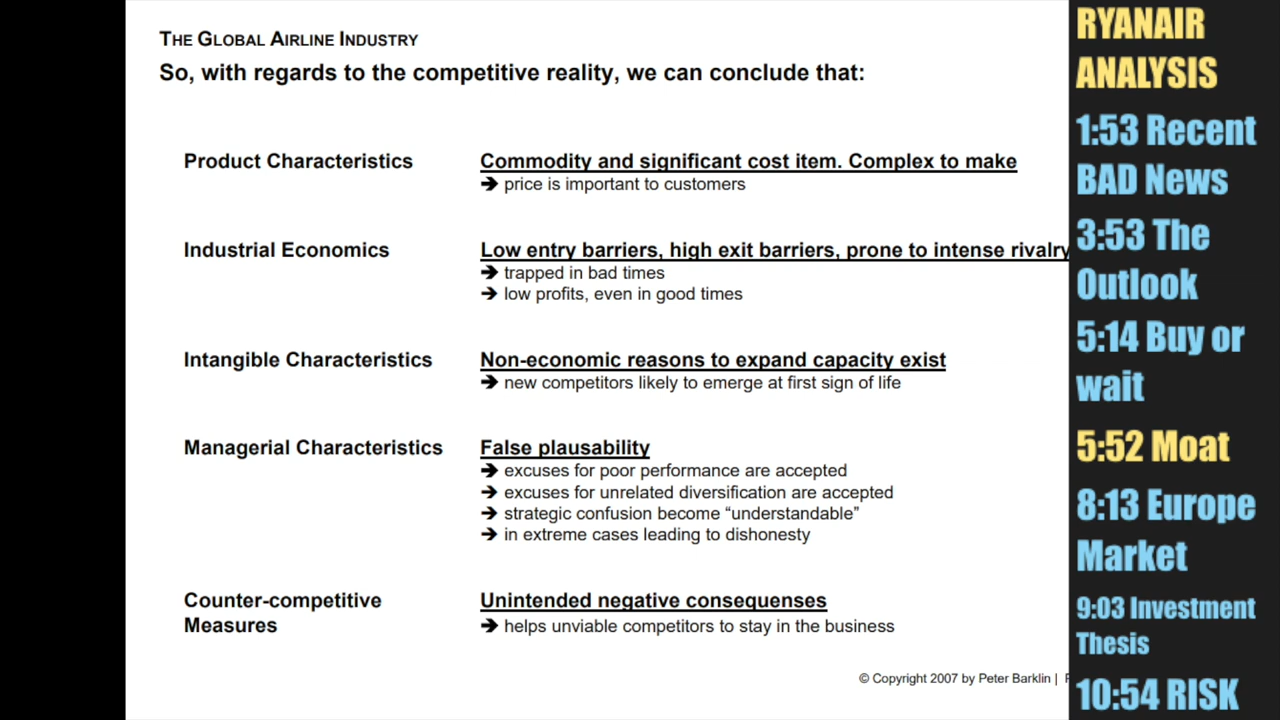 THE GLOBAL AIRLINE INDUSTRY
So, with regards to the competitive reality, we can conclude that:
Product Characteristics
Commodity and significant cost item. Complex to make
➔ price is important to customers
Industrial Economics
Low entry barriers, high exit barriers, prone to intense rivalry
➔ trapped in bad times
➔ low profits, even in good times
Intangible Characteristics
Non-economic reasons to expand capacity exist
➔ new competitors likely to emerge at first sign of life
Managerial Characteristics
False plausability
➔ excuses for poor performance are accepted
➔ excuses for unrelated diversification are accepted
➔ strategic confusion become “understandable”
➔ in extreme cases leading to dishonesty
Counter-competitive
Measures
Unintended negative consequenses
➔ helps unviable competitors to stay in the business
© Copyright 2007 by Peter Barklin |
RYANAIR
ANALYSIS
1:53 Recent
BAD News
3:53 The
Outlook
5:14 Buy or
wait
5:52 Moat
8:13 Europe
Market
9:03 Investment
Thesis
10:54 RISK